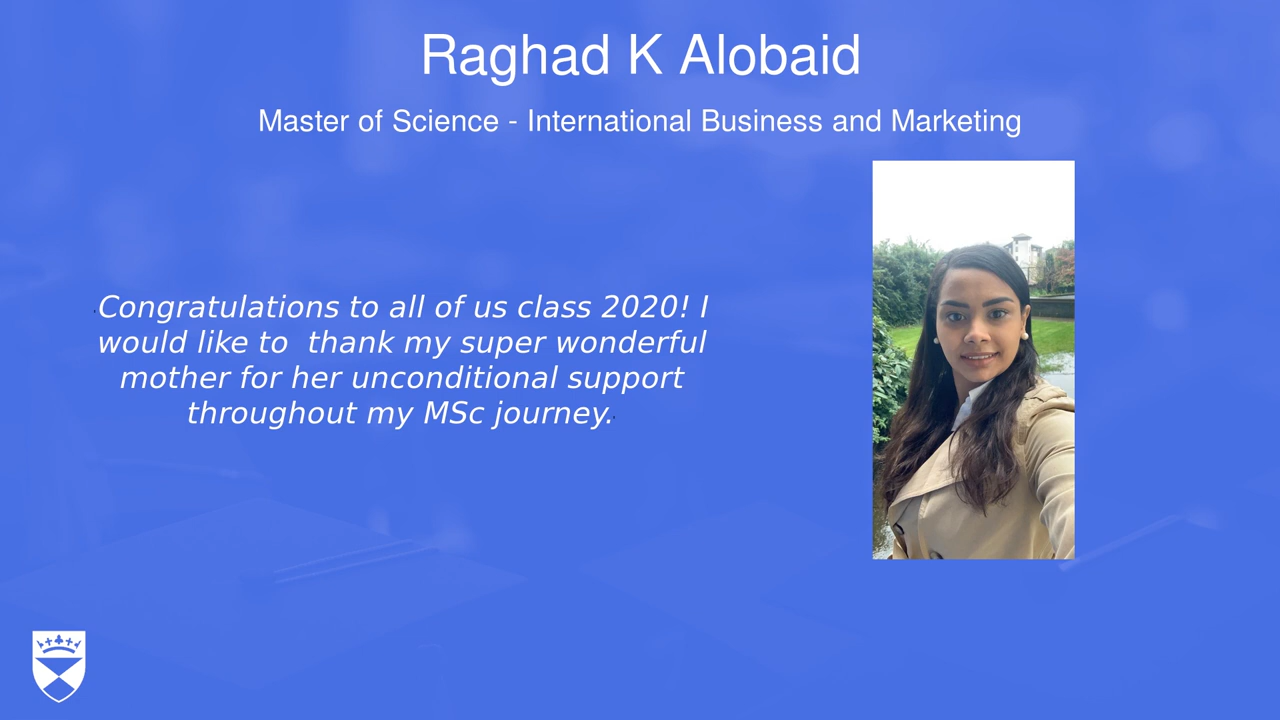 Raghad K Alobaid
Master of Science - International Business and Marketing
Congratulations to all of us class 2020! I
would like to  thank my super wonderful
mother for her unconditional support
throughout my MSc journey.